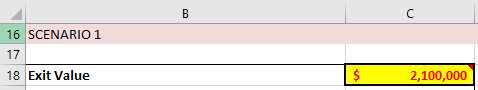 B C
16 SCENARIO 1
17
18 Exit Value $ 2,100,000